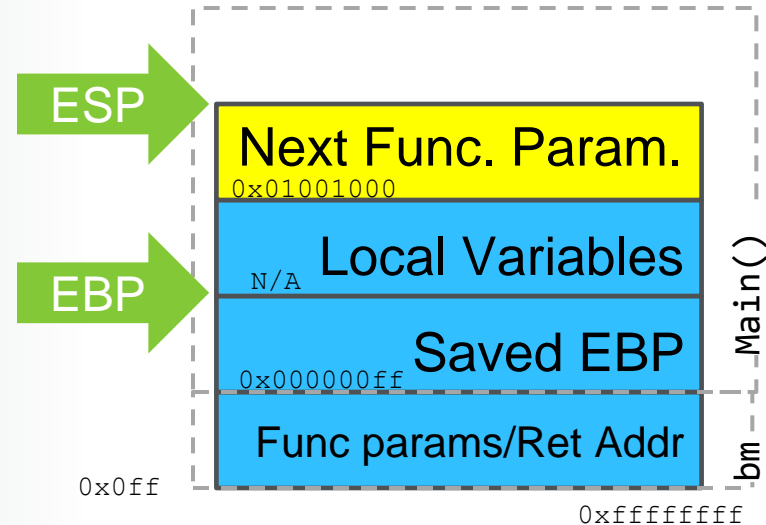 ESP
Next Func. Param.
0x01001000
Local Variables
N/A
EBP
Saved EBP
0x000000ff
Func params/Ret Addr
0x0ff
0xffffffff
Main()
bm